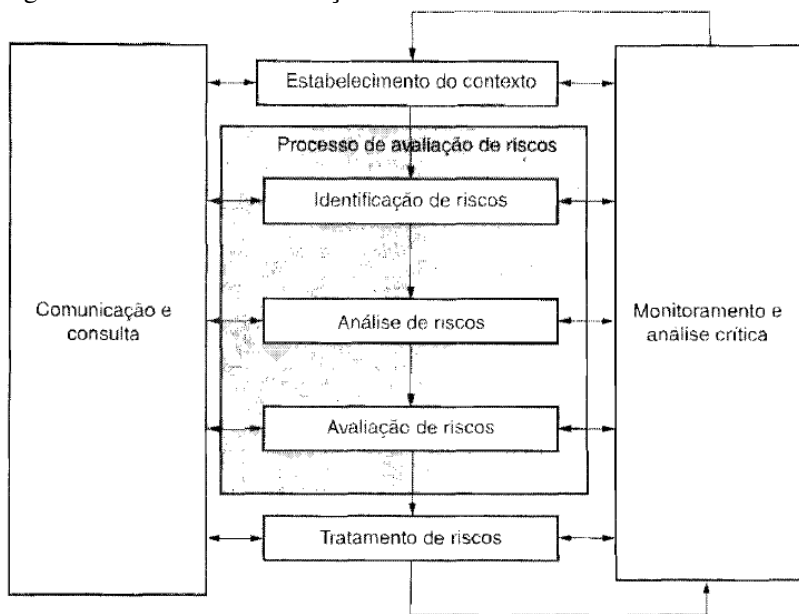 Estabelecimento do contexto
Processo de avaliação de riscos
Identificação de riscos
Comunicação e
consulta
Análise de riscos
Monitoramento e
análise crítica
Avaliação de riscos
Tratamento de riscos